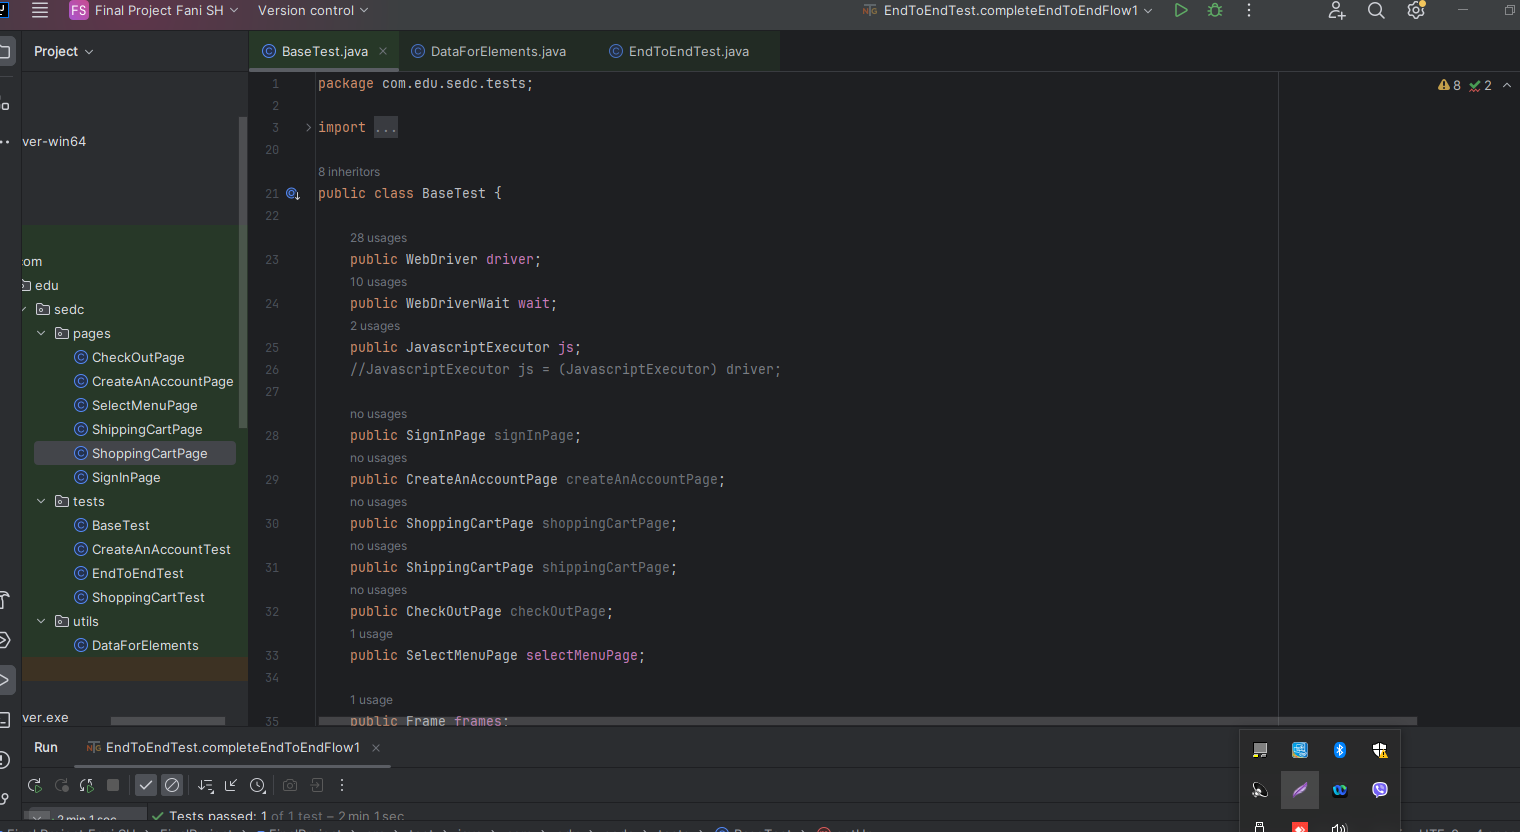 FS Final Project Fani SH Version control EndToEndTest.completeEndToEndFlow1
Project BaseTest.java DataForElements.java EndToEndTest.java
1 package com.edu.sedc.tests; 8 2
2
3 import ...
ver-win64
20
8 inheritors
21 public class BaseTest {
22
28 usages
23 public WebDriver driver;
om
10 usages
edu
24 public WebDriverWait wait;
sedc
2 usages
pages
25 public JavascriptExecutor js;
CheckOutPage
26 //JavascriptExecutor js = (JavascriptExecutor) driver;
CreateAnAccountPage
27
SelectMenuPage
no usages
ShippingCartPage
28 public SignInPage signInPage;
ShoppingCartPage
no usages
SignInPage
29 public CreateAnAccountPage createAnAccountPage;
tests
no usages
BaseTest
30 public ShoppingCartPage shoppingCartPage;
CreateAnAccountTest
no usages
EndToEndTest
31 public ShippingCartPage shippingCartPage;
ShoppingCartTest
no usages
utils
32 public CheckOutPage checkOutPage;
DataForElements
1 usage
33 public SelectMenuPage selectMenuPage;
34
1 usage
ver.exe
35 public Frame frames;
Run EndToEndTest.completeEndToEndFlow1
2 min 1 sec Tests passed: 1 of 1 test – 2 min 1 sec